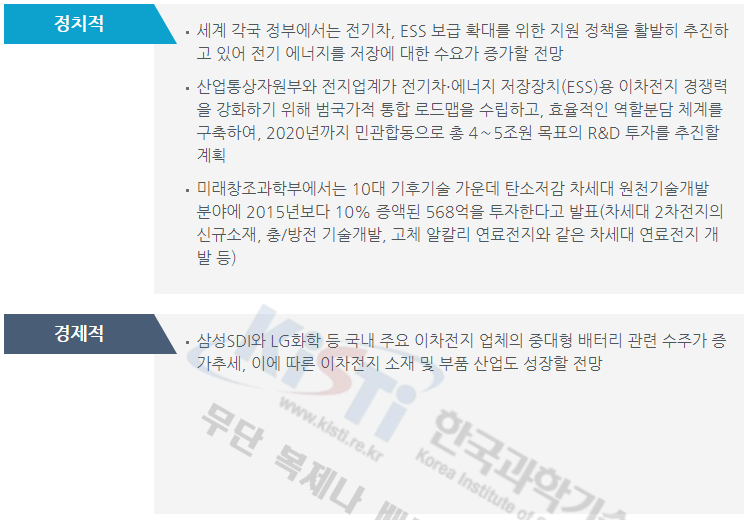 정치적
세계 각국 정부에서는 전기차, ESS 보급 확대를 위한 지원 정책을 활발히 추진하
고 있어 전기 에너지를 저장에 대한 수요가 증가할 전망
산업통상자원부와 전지업계가 전기차·에너지 저장장치(ESS)용 이차전지 경쟁력
을 강화하기 위해 범국가적 통합 로드맵을 수립하고, 효율적인 역할분담 체계를
구축하여, 2020년까지 민관합동으로 총 4~5조원 목표의 R&D 투자를 추진할
계획
미래창조과학부에서는 10대 기후기술 가운데 탄소저감 차세대 원천기술개발
분야에 2015년보다 10% 증액된 568억을 투자한다고 발표(차세대 2차전지의
신규소재, 충/방전 기술개발, 고체 알칼리 연료전지와 같은 차세대 연료전지 개
발 등)
경제적
삼성SDI와 LG화학 등 국내 주요 이차전지 업체의 중대형 배터리 관련 수주가 증
가추세, 이에 따른 이차전지 소재 및 부품 산업도 성장할 전망
KiSTi
www.kisti.re.kr
한국과학기술
Korea Institute of
무단 복제나